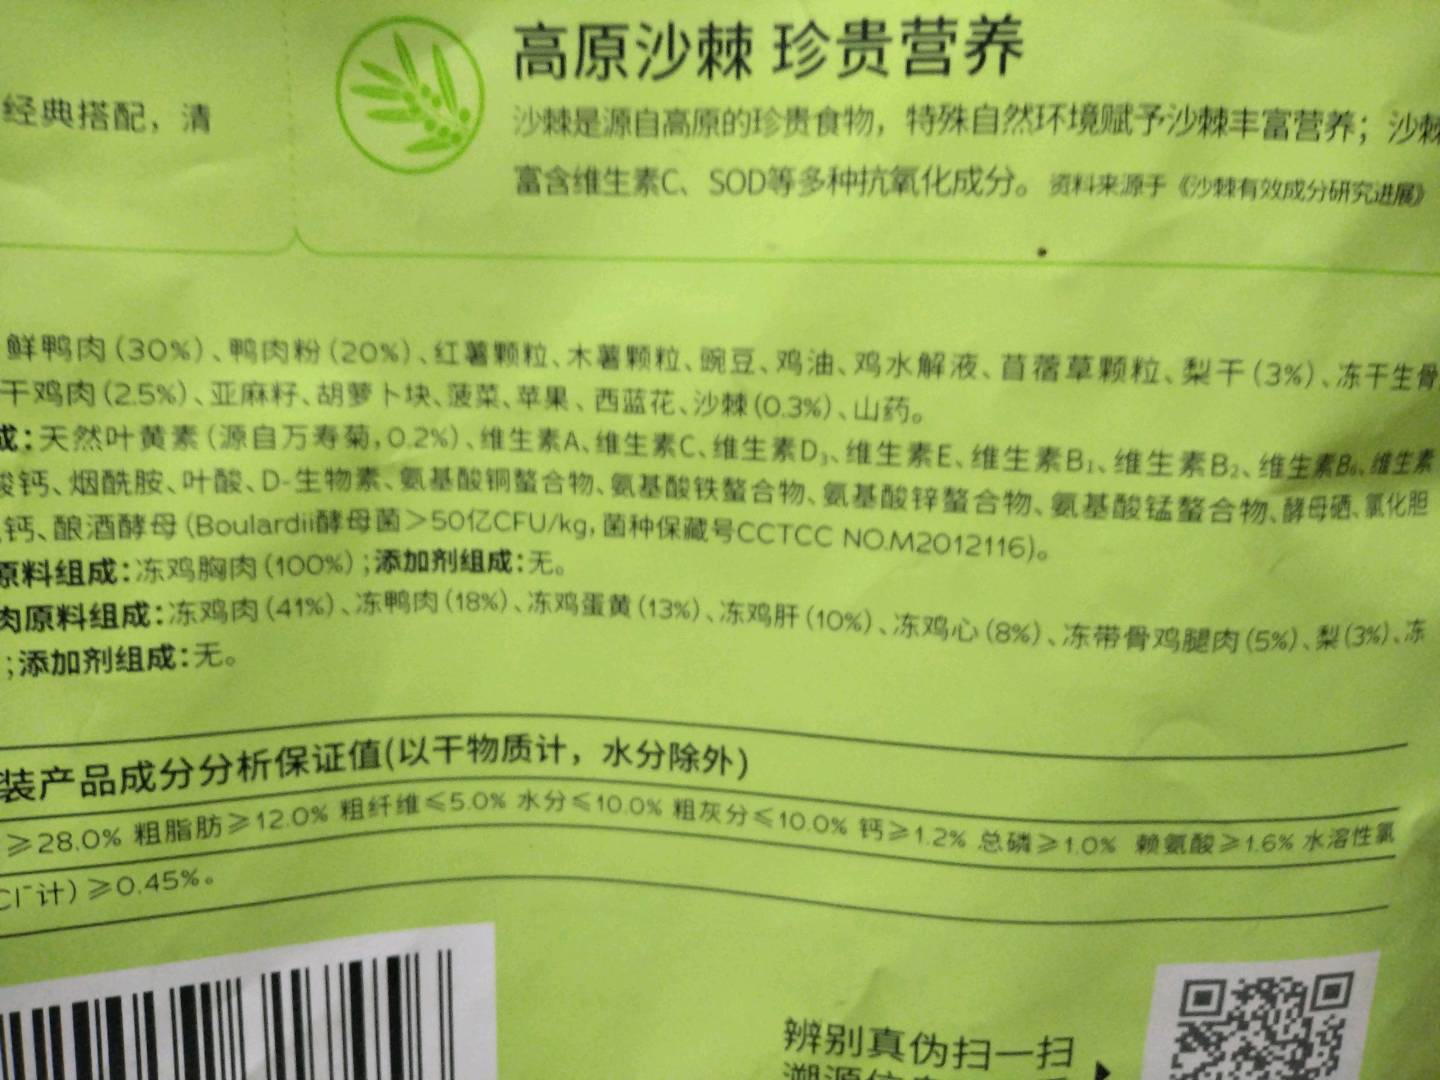 经典搭配，清
高原沙棘 珍贵营养
沙棘是源自高原的珍贵食物，特殊自然环境赋予沙棘丰富营养；沙棘
富含维生素C、SOD等多种抗氧化成分。资料来源于《沙棘有效成分研究进展》
鲜鸭肉(30%)、鸭肉粉(20%)、红薯颗粒、木薯颗粒、豌豆、鸡油、鸡水解液、苜蓿草颗粒、梨干(3%)、冻干生骨
干鸡肉(2.5%)、亚麻籽、胡萝卜块、菠菜、苹果、西蓝花、沙棘(0.3%)、山药。
成：天然叶黄素(源自万寿菊,0.2%)、维生素A、维生素C、维生素D₃、维生素E、维生素B₁、维生素B₂、维生素B₆、维生素
酸钙、烟酰胺、叶酸、D-生物素、氨基酸铜螯合物、氨基酸铁螯合物、氨基酸锌螯合物、氨基酸锰螯合物、酵母硒、氯化胆
钙、酿酒酵母(Boulardii酵母菌＞50亿CFU/kg,菌种保藏号CCTCC NO.M2012116)。
原料组成：冻鸡胸肉(100%)；添加剂组成：无。
肉原料组成：冻鸡肉(41%)、冻鸭肉(18%)、冻鸡蛋黄(13%)、冻鸡肝(10%)、冻鸡心(8%)、冻带骨鸡腿肉(5%)、梨(3%)、冻
；添加剂组成：无。
装产品成分分析保证值(以干物质计，水分除外)
≥28.0% 粗脂肪≥12.0% 粗纤维≤5.0% 水分≤10.0% 粗灰分≤10.0% 钙≥1.2% 总磷≥1.0% 赖氨酸≥1.6% 水溶性氯
Cl⁻计)≥0.45%。
辨别真伪扫一扫
溯源信